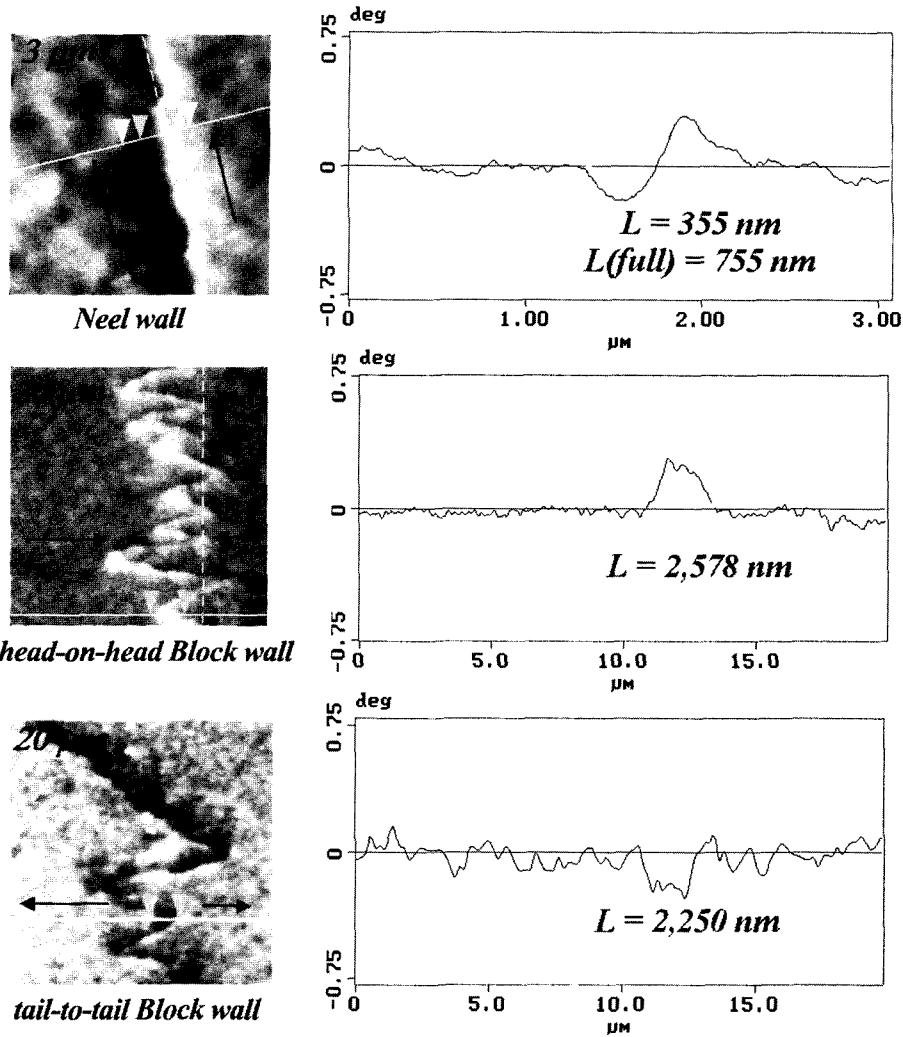 deg
0.75
0
-0.75
3 µm
L = 355 nm
L(full) = 755 nm
0
1.00
2.00
3.00
µM
Neel wall
deg
0.75
0
-0.75
L = 2,578 nm
0
5.0
10.0
15.0
µM
head-on-head Block wall
deg
0.75
0
-0.75
20
L = 2,250 nm
0
5.0
10.0
15.0
µM
tail-to-tail Block wall